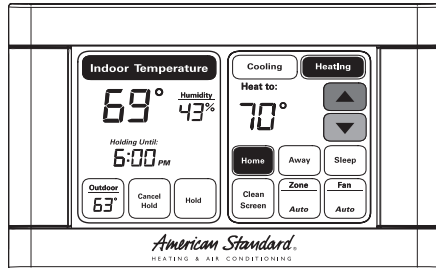 Indoor Temperature
69°
Humidity
43%
Holding Until:
6:00 PM
Outdoor
63°
Cancel
Hold
Hold
Cooling
Heating
Heat to:
70°
Home
Away
Sleep
Clean
Screen
Zone
Auto
Fan
Auto
American Standard®
HEATING & AIR CONDITIONING